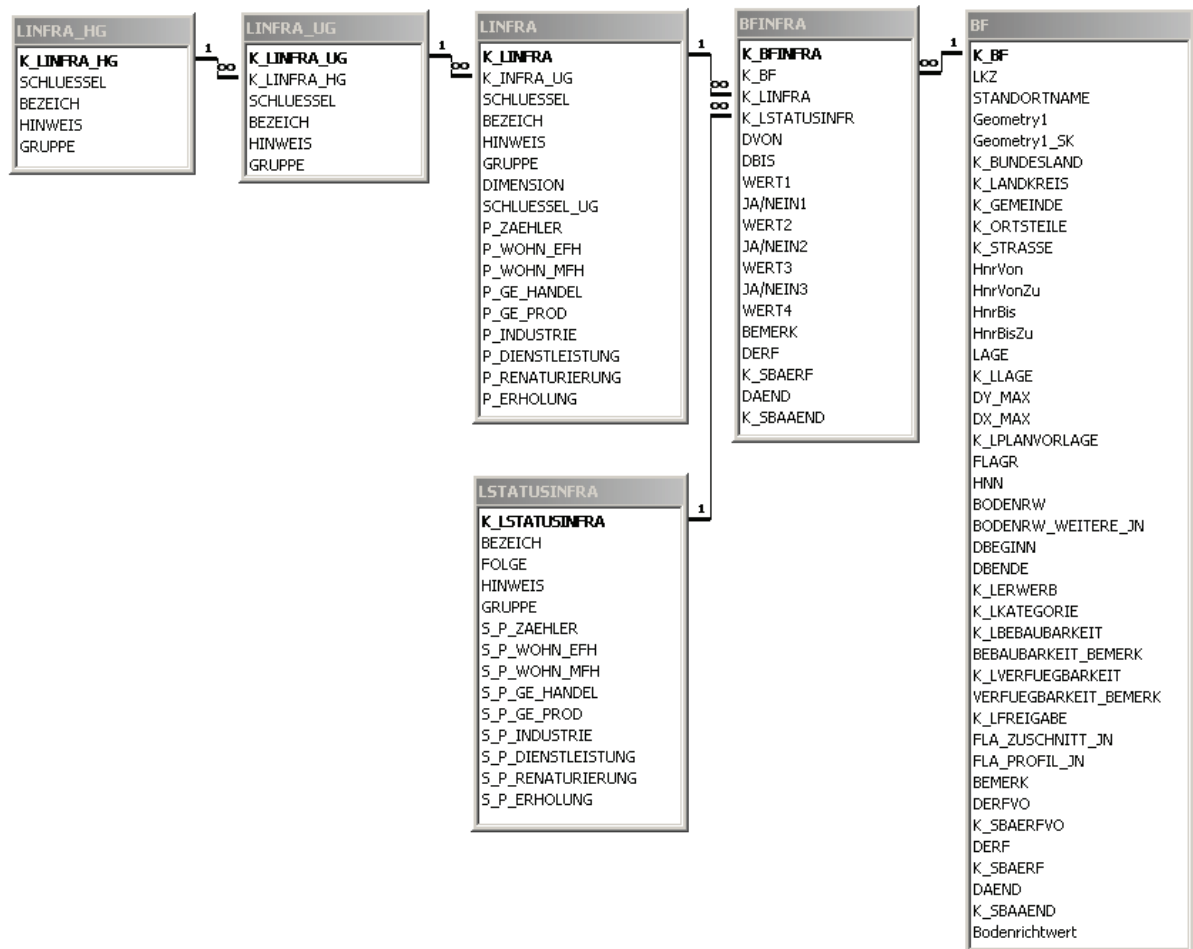 LINFRA_HG
K_LINFRA_HG
SCHLUESSEL
BEZEICH
HINWEIS
GRUPPE
1
∞
LINFRA_UG
K_LINFRA_UG
K_LINFRA_HG
SCHLUESSEL
BEZEICH
HINWEIS
GRUPPE
1
∞
LINFRA
K_LINFRA
K_INFRA_UG
SCHLUESSEL
BEZEICH
HINWEIS
GRUPPE
DIMENSION
SCHLUESSEL_UG
P_ZAEHLER
P_WOHN_EFH
P_WOHN_MFH
P_GE_HANDEL
P_GE_PROD
P_INDUSTRIE
P_DIENSTLEISTUNG
P_RENATURIERUNG
P_ERHOLUNG
1
∞
∞
LSTATUSINFRA
K_LSTATUSINFRA
BEZEICH
FOLGE
HINWEIS
GRUPPE
S_P_ZAEHLER
S_P_WOHN_EFH
S_P_WOHN_MFH
S_P_GE_HANDEL
S_P_GE_PROD
S_P_INDUSTRIE
S_P_DIENSTLEISTUNG
S_P_RENATURIERUNG
S_P_ERHOLUNG
1
BFINFRA
K_BFINFRA
K_BF
K_LINFRA
K_LSTATUSINFR
DVON
DBIS
WERT1
JA/NEIN1
WERT2
JA/NEIN2
WERT3
JA/NEIN3
WERT4
BEMERK
DERF
K_SBAERF
DAEND
K_SBAAEND
∞
1
BF
K_BF
LKZ
STANDORTNAME
Geometry1
Geometry1_SK
K_BUNDESLAND
K_LANDKREIS
K_GEMEINDE
K_ORTSTEILE
K_STRASSE
HnrVon
HnrVonZu
HnrBis
HnrBisZu
LAGE
K_LLAGE
DY_MAX
DX_MAX
K_LPLANVORLAGE
FLAGR
HNN
BODENRW
BODENRW_WEITERE_JN
DBEGINN
DBENDE
K_LERWERB
K_LKATEGORIE
K_LBEBAUBARKEIT
BEBAUBARKEIT_BEMERK
K_LVERFUEGBARKEIT
VERFUEGBARKEIT_BEMERK
K_LFREIGABE
FLA_ZUSCHNITT_JN
FLA_PROFIL_JN
BEMERK
DERFVO
K_SBAERFVO
DERF
K_SBAERF
DAEND
K_SBAAEND
Bodenrichtwert